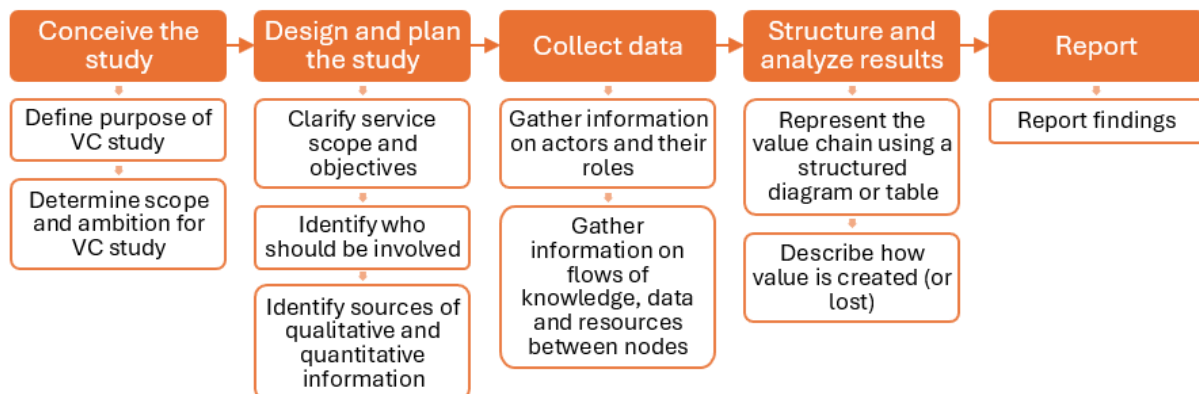 Conceive the
study
Define purpose of
VC study
Determine scope
and ambition for
VC study
Design and plan
the study
Clarify service
scope and
objectives
Identify who
should be involved
Identify sources of
qualitative and
quantitative
information
Collect data
Gather information
on actors and their
roles
Gather
information on
flows of
knowledge, data
and resources
between nodes
Structure and
analyze results
Represent the
value chain using a
structured
diagram or table
Describe how
value is created (or
lost)
Report
Report findings